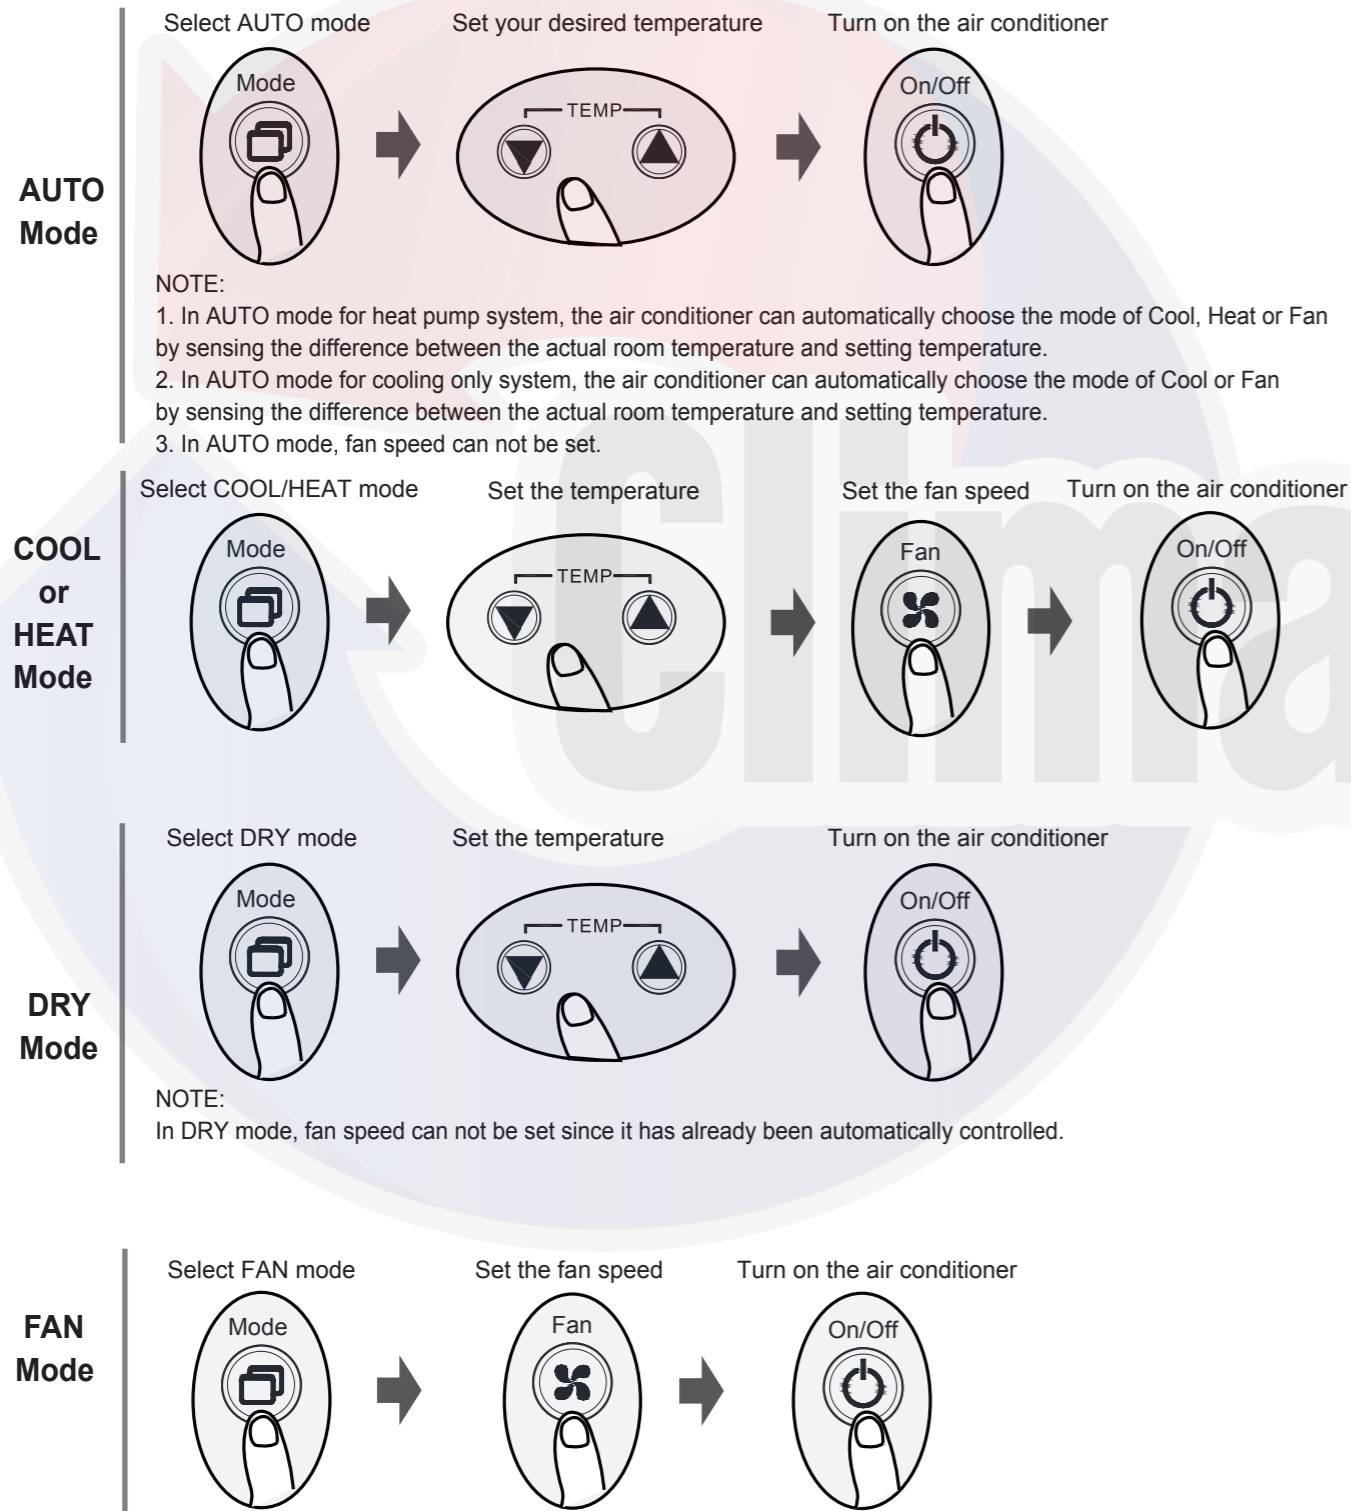 Select AUTO mode
Set your desired temperature
Turn on the air conditioner
Mode
TEMP
On/Off
AUTO
Mode
NOTE:
1. In AUTO mode for heat pump system, the air conditioner can automatically choose the mode of Cool, Heat or Fan
by sensing the difference between the actual room temperature and setting temperature.
2. In AUTO mode for cooling only system, the air conditioner can automatically choose the mode of Cool or Fan
by sensing the difference between the actual room temperature and setting temperature.
3. In AUTO mode, fan speed can not be set.
Select COOL/HEAT mode
Set the temperature
Set the fan speed
Turn on the air conditioner
COOL
or
HEAT
Mode
Mode
TEMP
Fan
On/Off
Clima
Select DRY mode
Set the temperature
Turn on the air conditioner
Mode
TEMP
On/Off
DRY
Mode
NOTE:
In DRY mode, fan speed can not be set since it has already been automatically controlled.
Select FAN mode
Set the fan speed
Turn on the air conditioner
FAN
Mode
Mode
Fan
On/Off